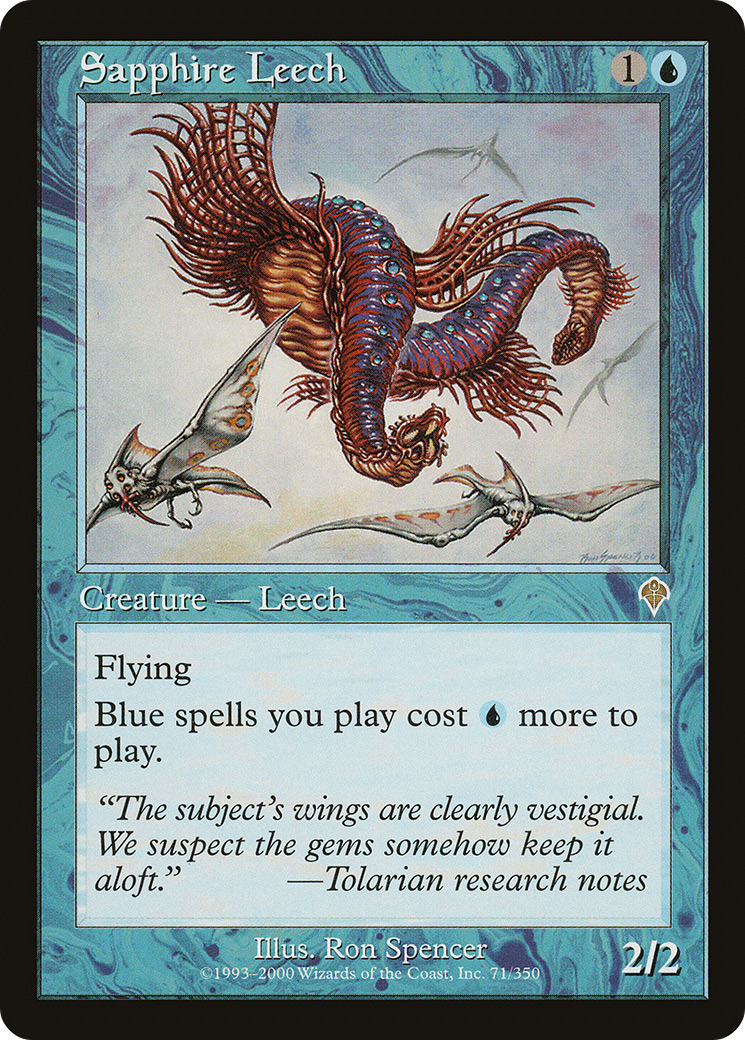 Sapphire Leech 1
Creature — Leech
Flying
Blue spells you play cost more to
play.
“The subject’s wings are clearly vestigial.
We suspect the gems somehow keep it
aloft.” —Tolarian research notes
Illus. Ron Spencer
©1993–2000 Wizards of the Coast, Inc. 71/350
2/2